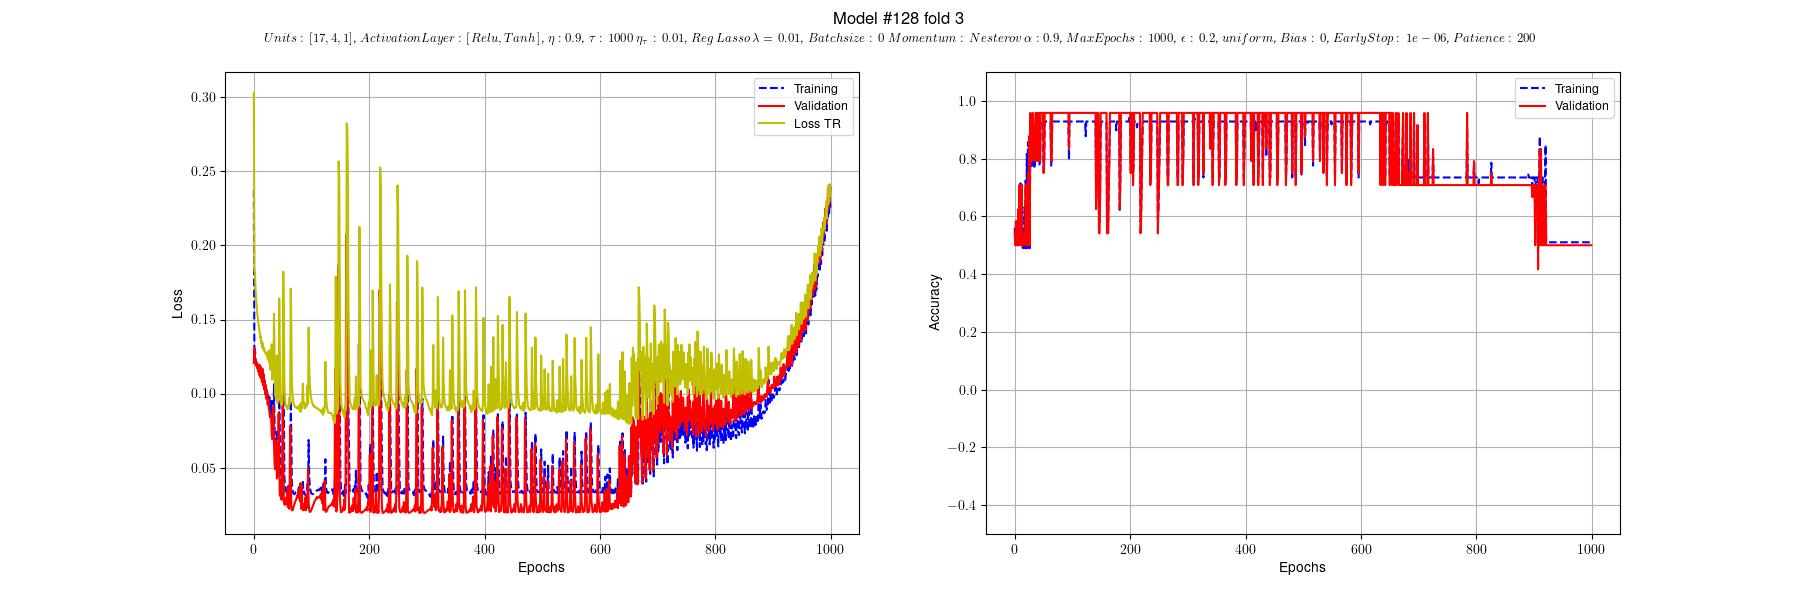 Model #128 fold 3
Units : [17, 4, 1], ActivationLayer : [Relu, Tanh], η : 0.9, τ : 1000 ητ : 0.01, Reg Lasso λ = 0.01, Batchsize : 0 Momentum : Nesterov α : 0.9, MaxEpochs : 1000, ϵ : 0.2, uniform, Bias : 0, EarlyStop : 1e − 06, Patience : 200
Loss
0.30
0.25
0.20
0.15
0.10
0.05
0 200 400 600 800 1000
Epochs
Training
Validation
Loss TR
Accuracy
1.0
0.8
0.6
0.4
0.2
0.0
−0.2
−0.4
0 200 400 600 800 1000
Epochs
Training
Validation